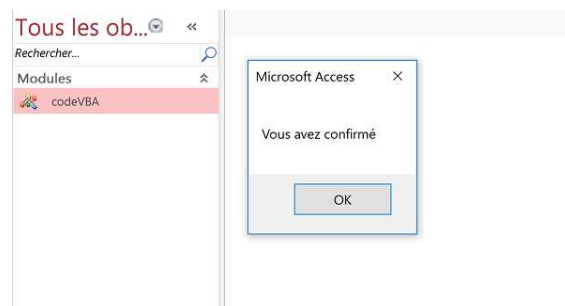 Tous les ob...
Rechercher...
Modules
codeVBA
Microsoft Access
Vous avez confirmé
OK